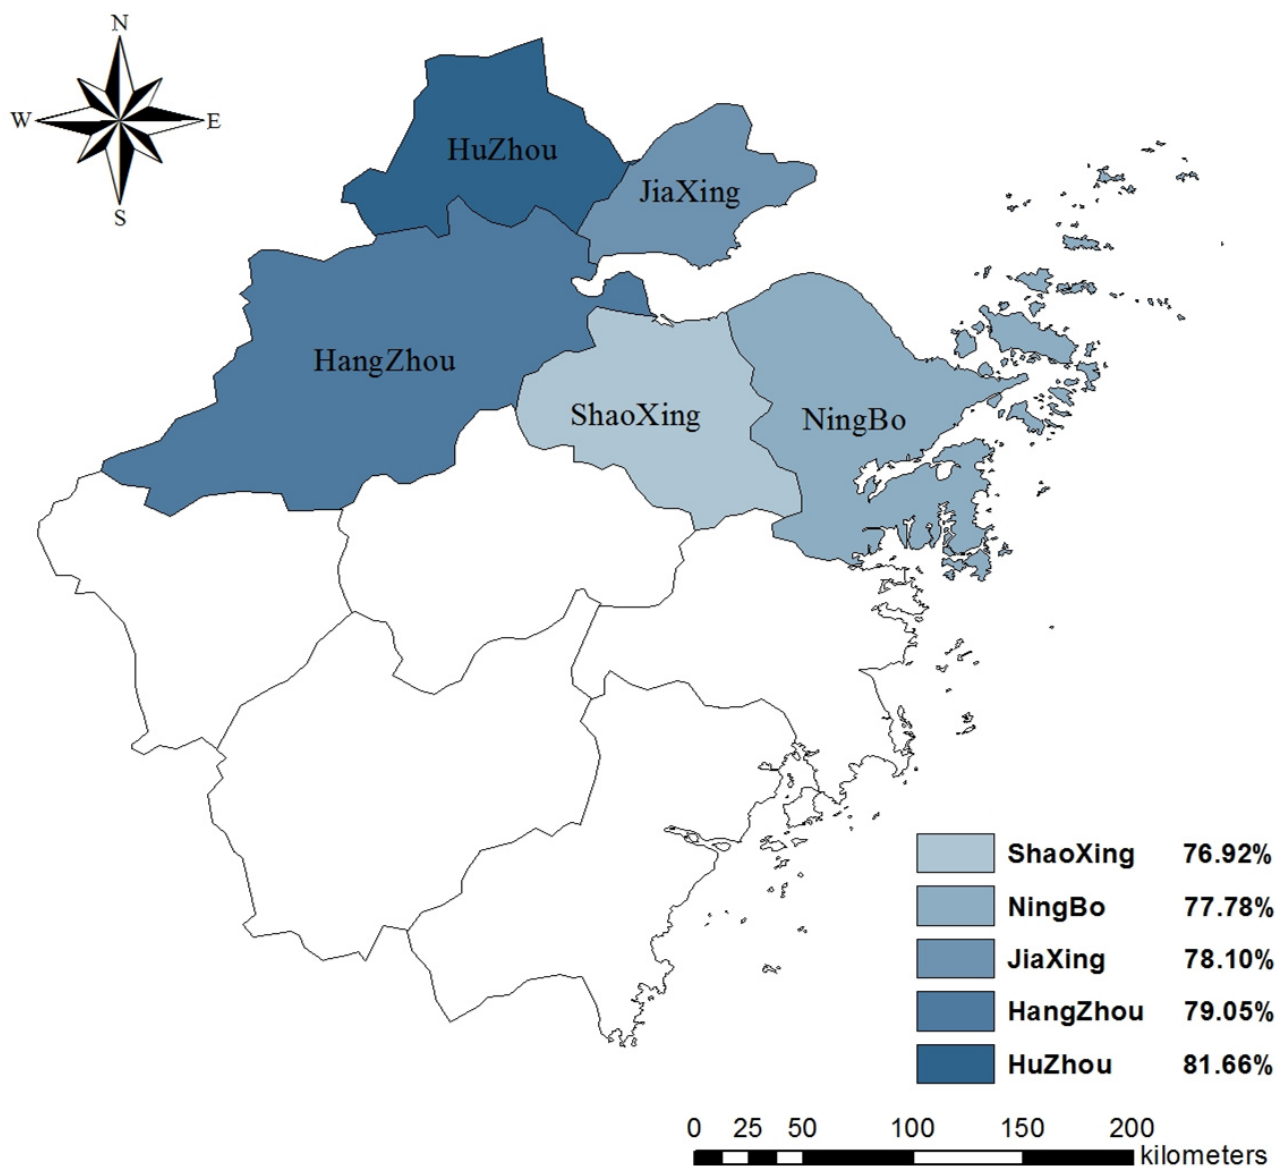 N
W E
S
HuZhou
JiaXing
HangZhou
ShaoXing
NingBo
ShaoXing 76.92%
NingBo 77.78%
JiaXing 78.10%
HangZhou 79.05%
HuZhou 81.66%
0 25 50 100 150 200
kilometers